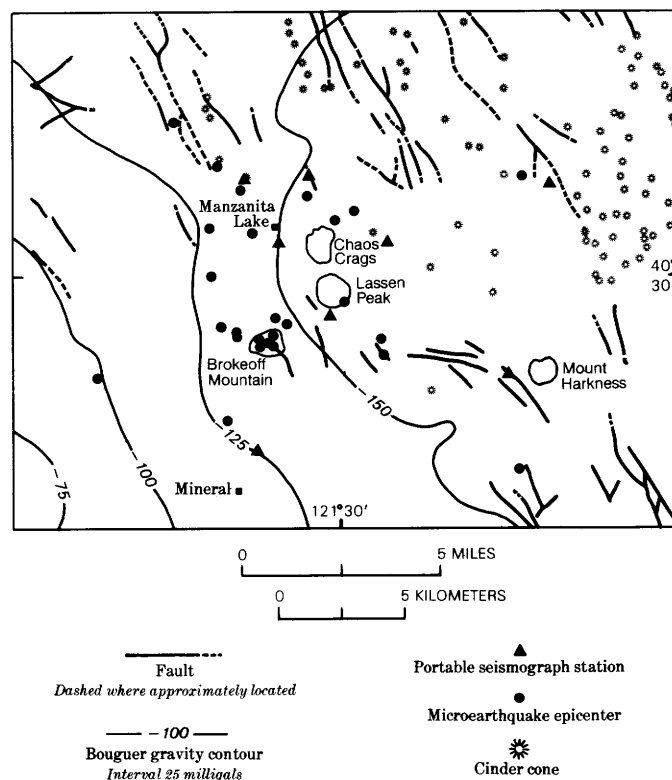 Manzanita
Lake
Chaos
Crags
40°
30'
Lassen
Peak
Brokeoff
Mountain
Mount
Harkness
-150
-125
-100
-75
Mineral
121°30'
0 5 MILES
0 5 KILOMETERS
Fault
Dashed where approximately located
-100
Bouguer gravity contour
Interval 25 milligals
Portable seismograph station
Microearthquake epicenter
Cinder cone